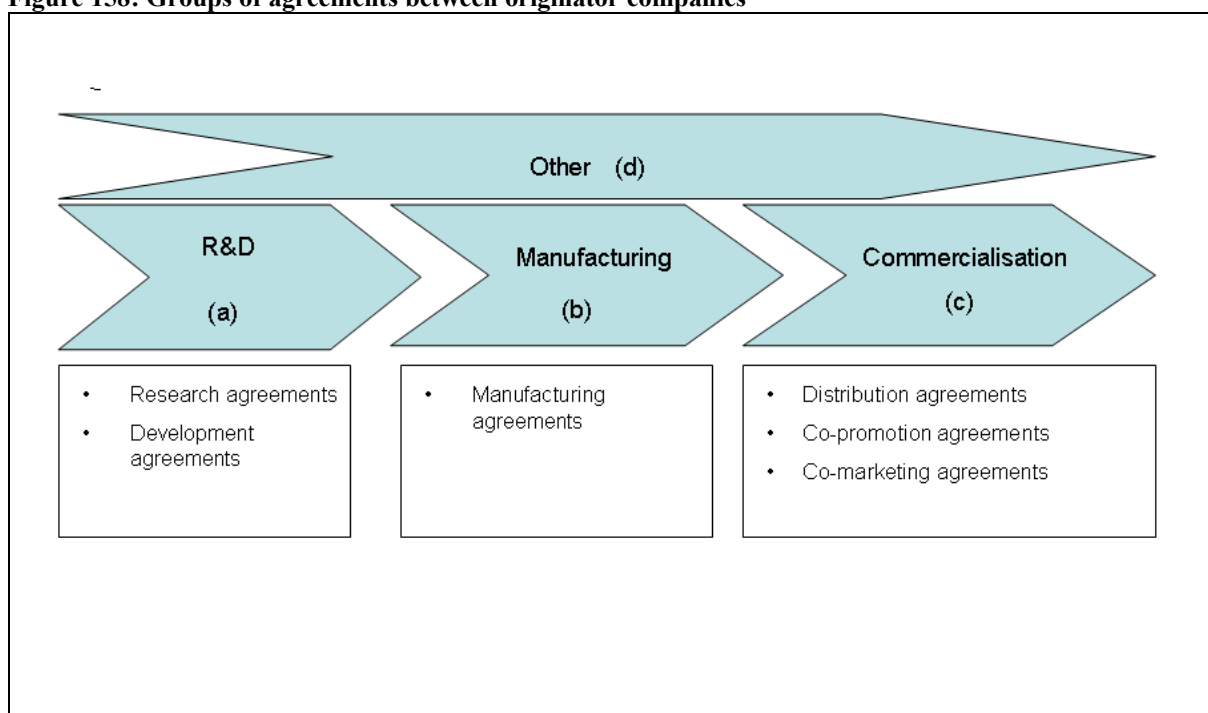 Figure 138: Groups of agreements between originator companies
~
Other (d)
R&D
(a)
Manufacturing
(b)
Commercialisation
(c)
• Research agreements
• Development
agreements
• Manufacturing
agreements
• Distribution agreements
• Co-promotion agreements
• Co-marketing agreements